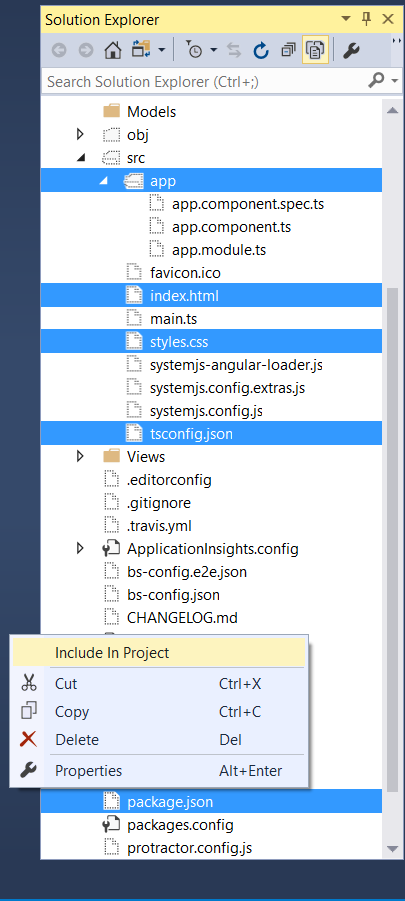 Solution Explorer
Search Solution Explorer (Ctrl+;)
Models
obj
src
app
app.component.spec.ts
app.component.ts
app.module.ts
favicon.ico
index.html
main.ts
styles.css
systemjs-angular-loader.js
systemjs.config.extras.js
systemjs.config.js
tsconfig.json
Views
.editorconfig
.gitignore
.travis.yml
ApplicationInsights.config
bs-config.e2e.json
bs-config.json
CHANGELOG.md
Include In Project
Cut Ctrl+X
Copy Ctrl+C
Delete Del
Properties Alt+Enter
package.json
packages.config
protractor.config.js